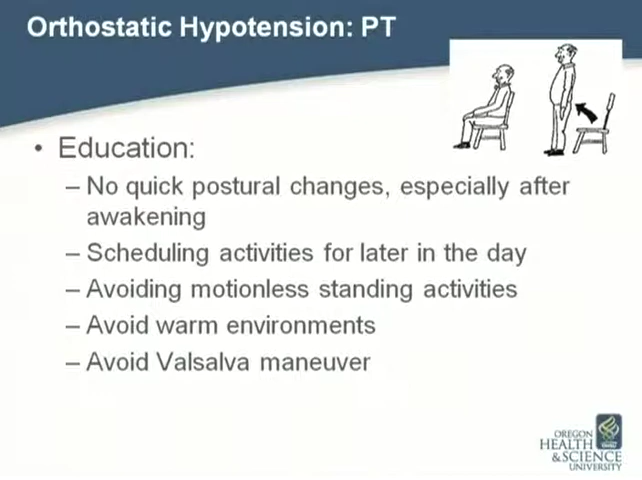 Orthostatic Hypotension: PT
• Education:
– No quick postural changes, especially after
awakening
– Scheduling activities for later in the day
– Avoiding motionless standing activities
– Avoid warm environments
– Avoid Valsalva maneuver
OREGON
HEALTH
& SCIENCE
UNIVERSITY